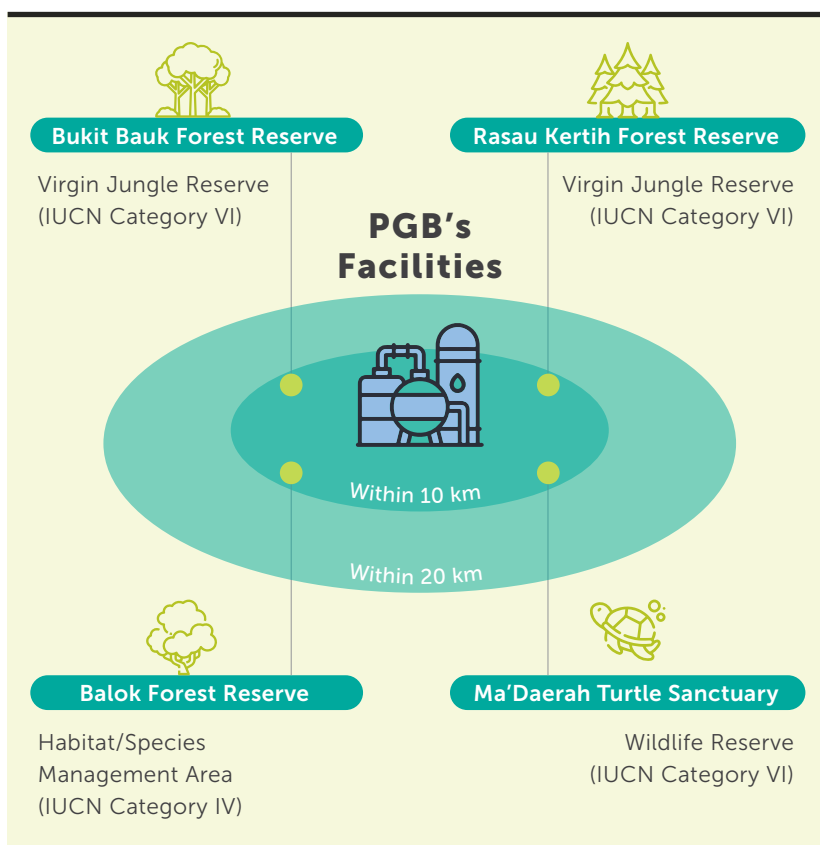 Bukit Bauk Forest Reserve
Virgin Jungle Reserve
(IUCN Category VI)
Rasau Kertih Forest Reserve
Virgin Jungle Reserve
(IUCN Category VI)
PGB's
Facilities
Within 10 km
Within 20 km
Balok Forest Reserve
Habitat/Species
Management Area
(IUCN Category IV)
Ma'Daerah Turtle Sanctuary
Wildlife Reserve
(IUCN Category VI)